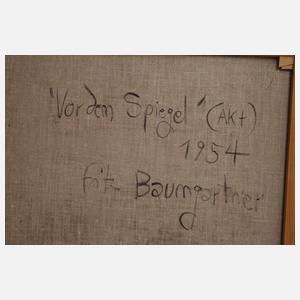 "Vor dem Spiegel" (Akt)
1954
Fritz Baumgartner